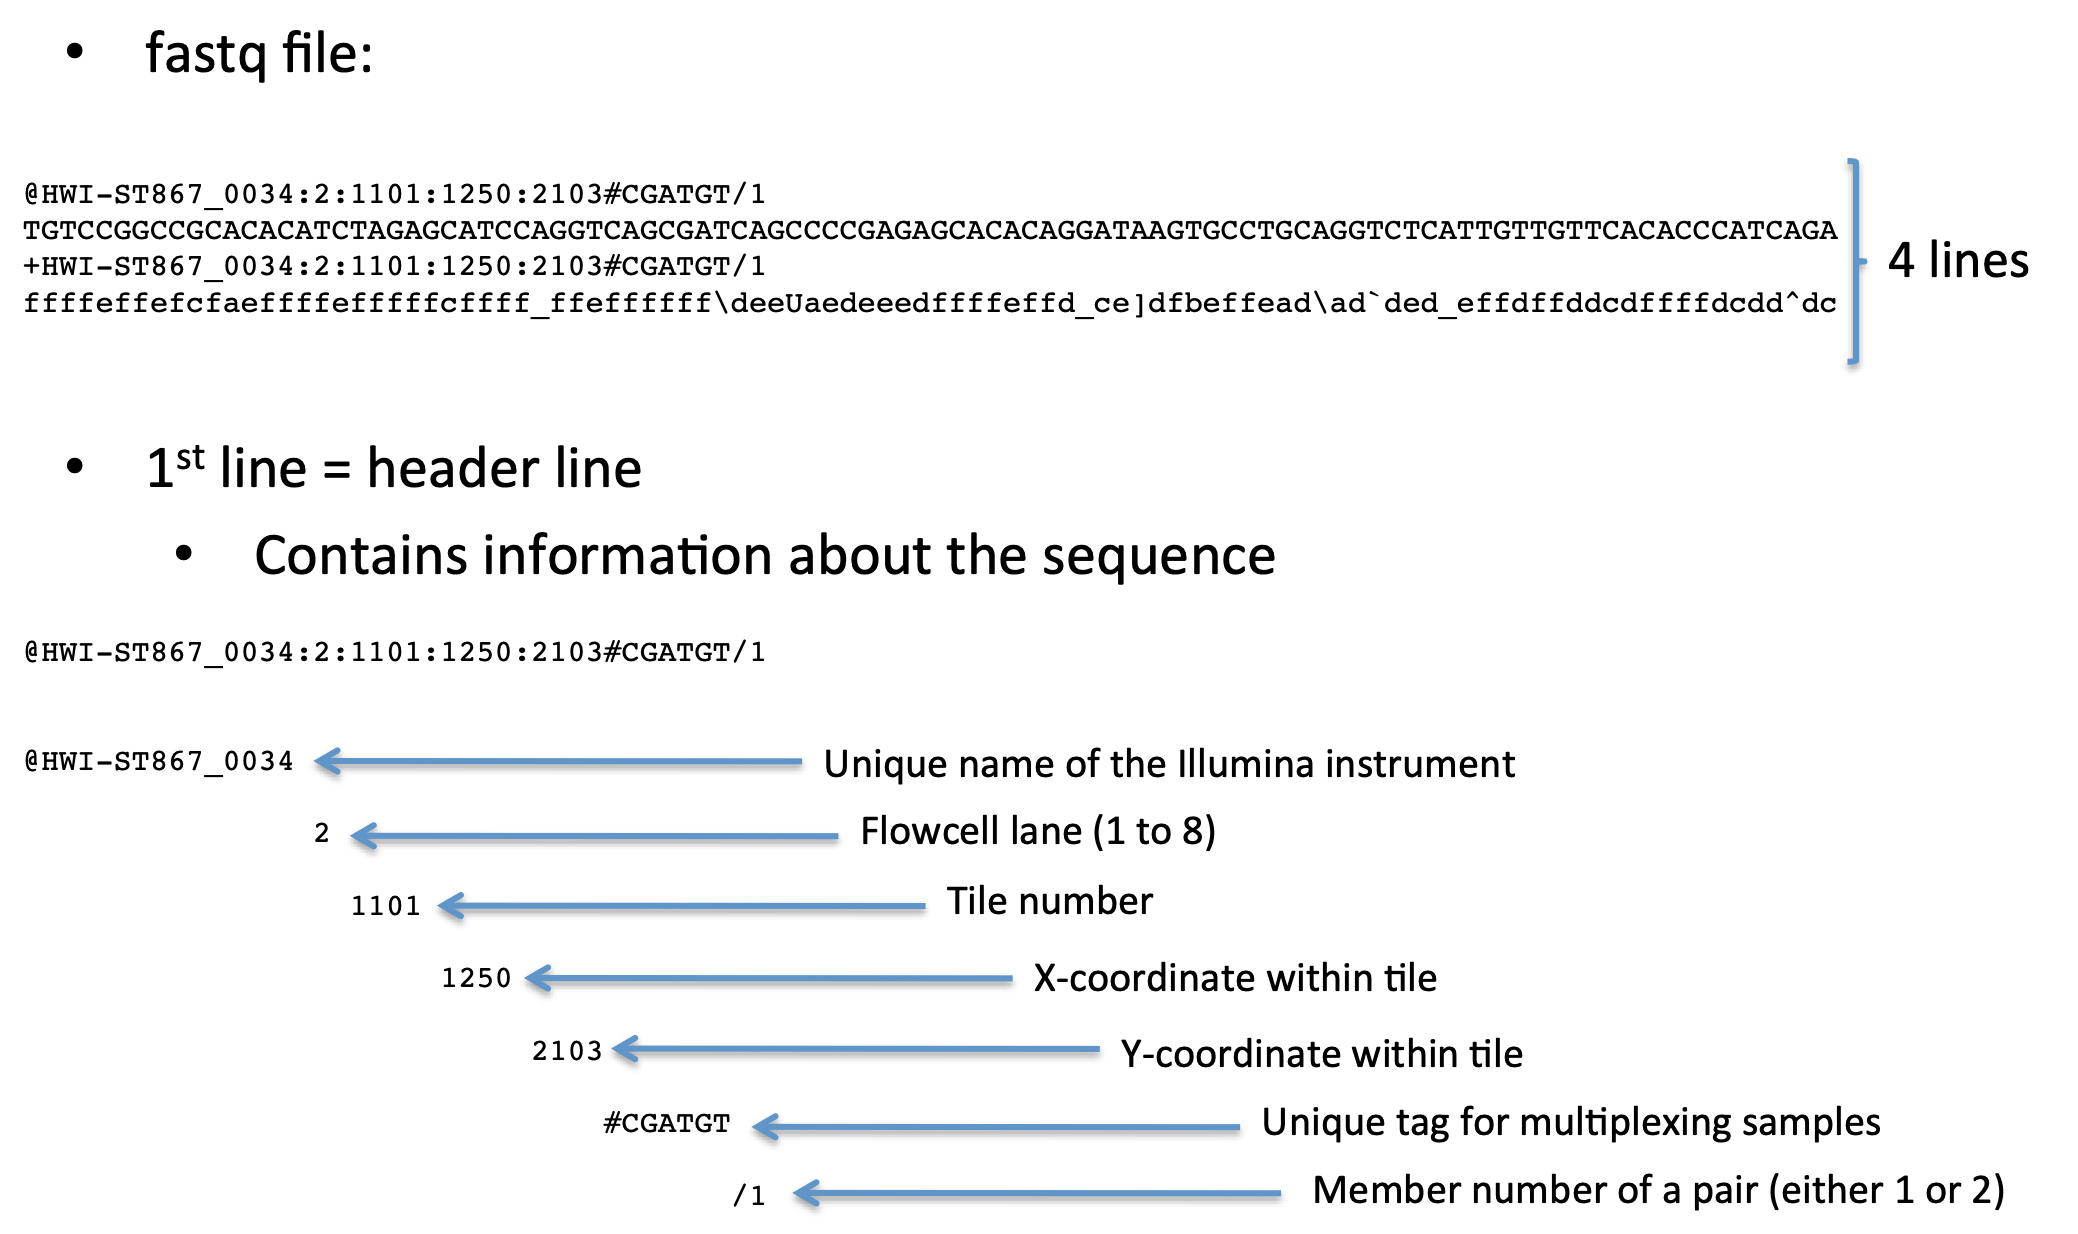 • fastq file:
@HWI-ST867_0034:2:1101:1250:2103#CGATGT/1
TGTCCGGCCGCACACATCTAGAGCATCCAGGTCAGCGATCAGCCCCGAGAGCACACAGGATAAGTGCCTGCAGGTCTCATTGTTGTTCACACCCATCAGA
+HWI-ST867_0034:2:1101:1250:2103#CGATGT/1
ffffeffefcfaeffffefffffcffff_ffeffffff\deeUaedeeedffffeffd_ce]dfbeffead\ad`ded_effdffddcdffffdcdd^dc
4 lines
• 1st line = header line
• Contains information about the sequence
@HWI-ST867_0034:2:1101:1250:2103#CGATGT/1
@HWI-ST867_0034 Unique name of the Illumina instrument
2 Flowcell lane (1 to 8)
1101 Tile number
1250 X-coordinate within tile
2103 Y-coordinate within tile
#CGATGT Unique tag for multiplexing samples
/1 Member number of a pair (either 1 or 2)